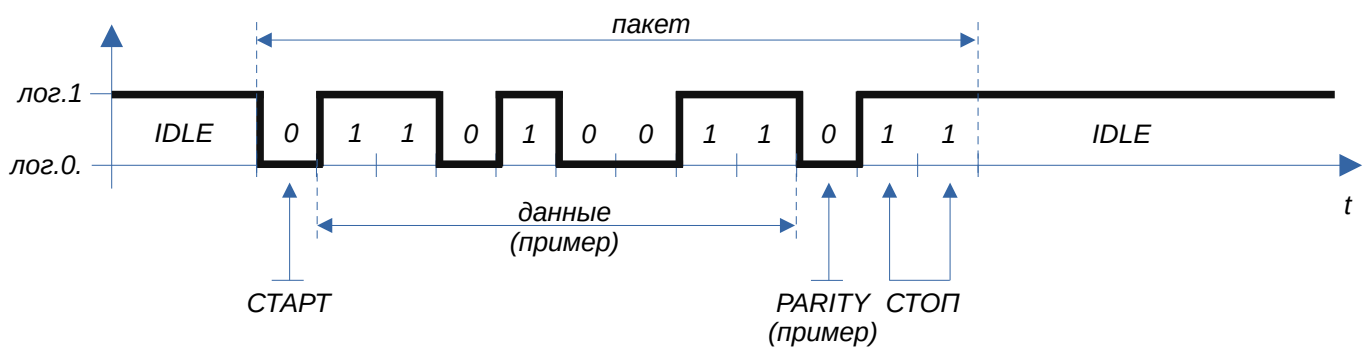 пакет
лог.1
IDLE 0 1 1 0 1 0 0 1 1 0 1 1 IDLE
лог.0.
t
данные
(пример)
СТАРТ
PARITY
(пример)
СТОП